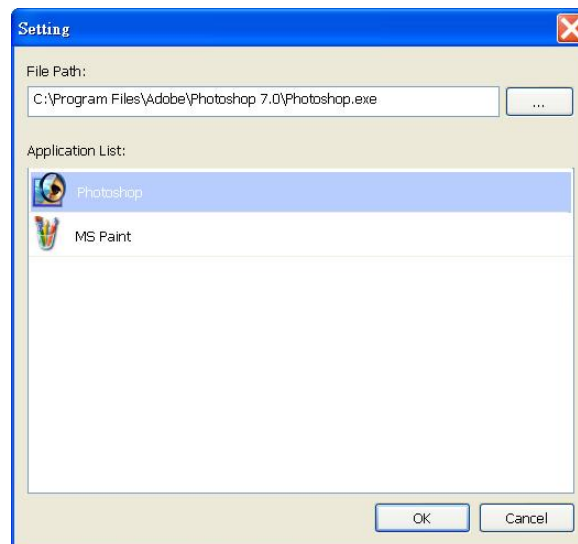 Setting
File Path:
C:\Program Files\Adobe\Photoshop 7.0\Photoshop.exe
...
Application List:
Photoshop
MS Paint
OK
Cancel